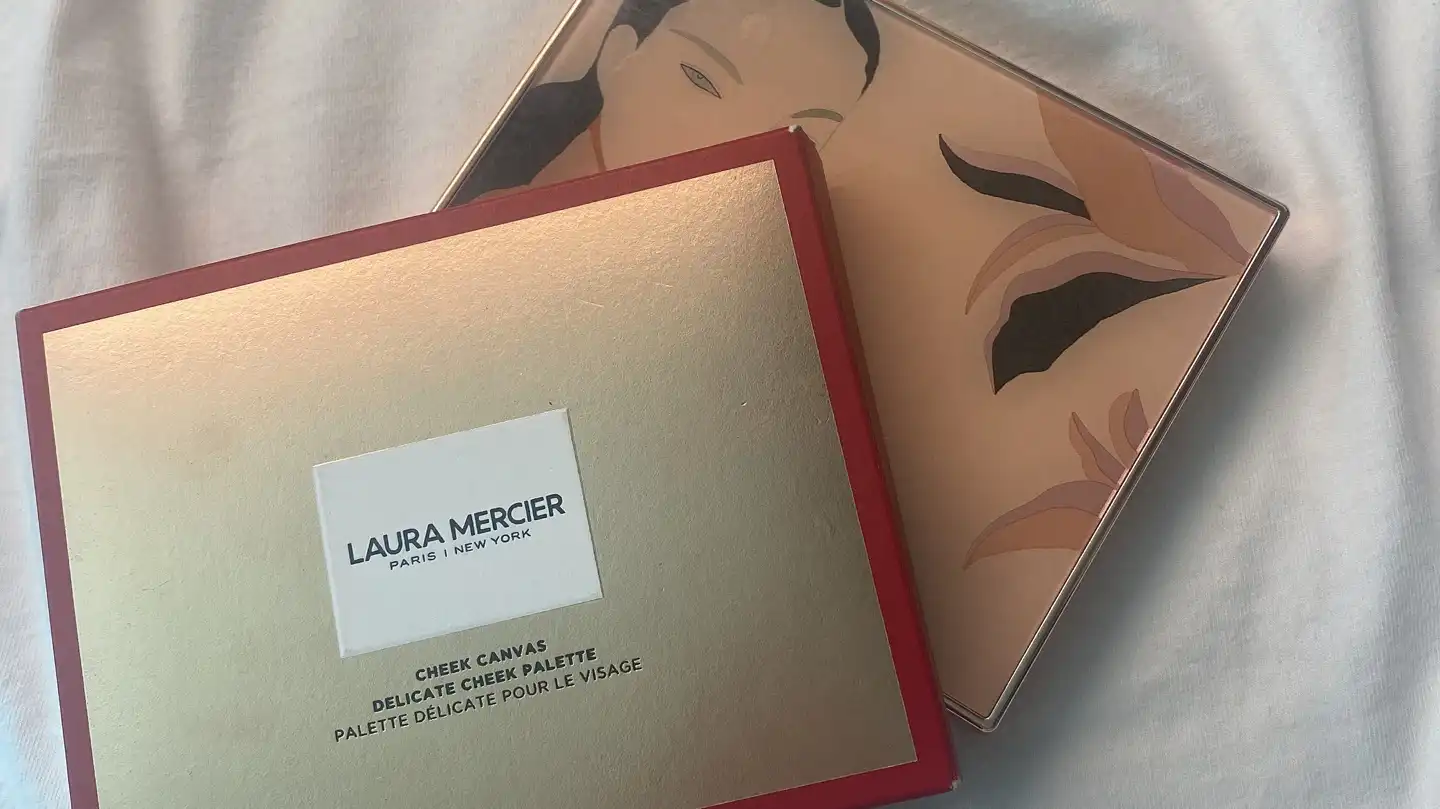 LAURA MERCIER
PARIS | NEW YORK
CHEEK CANVAS
DELICATE CHEEK PALETTE
PALETTE DÉLICATE POUR LE VISAGE